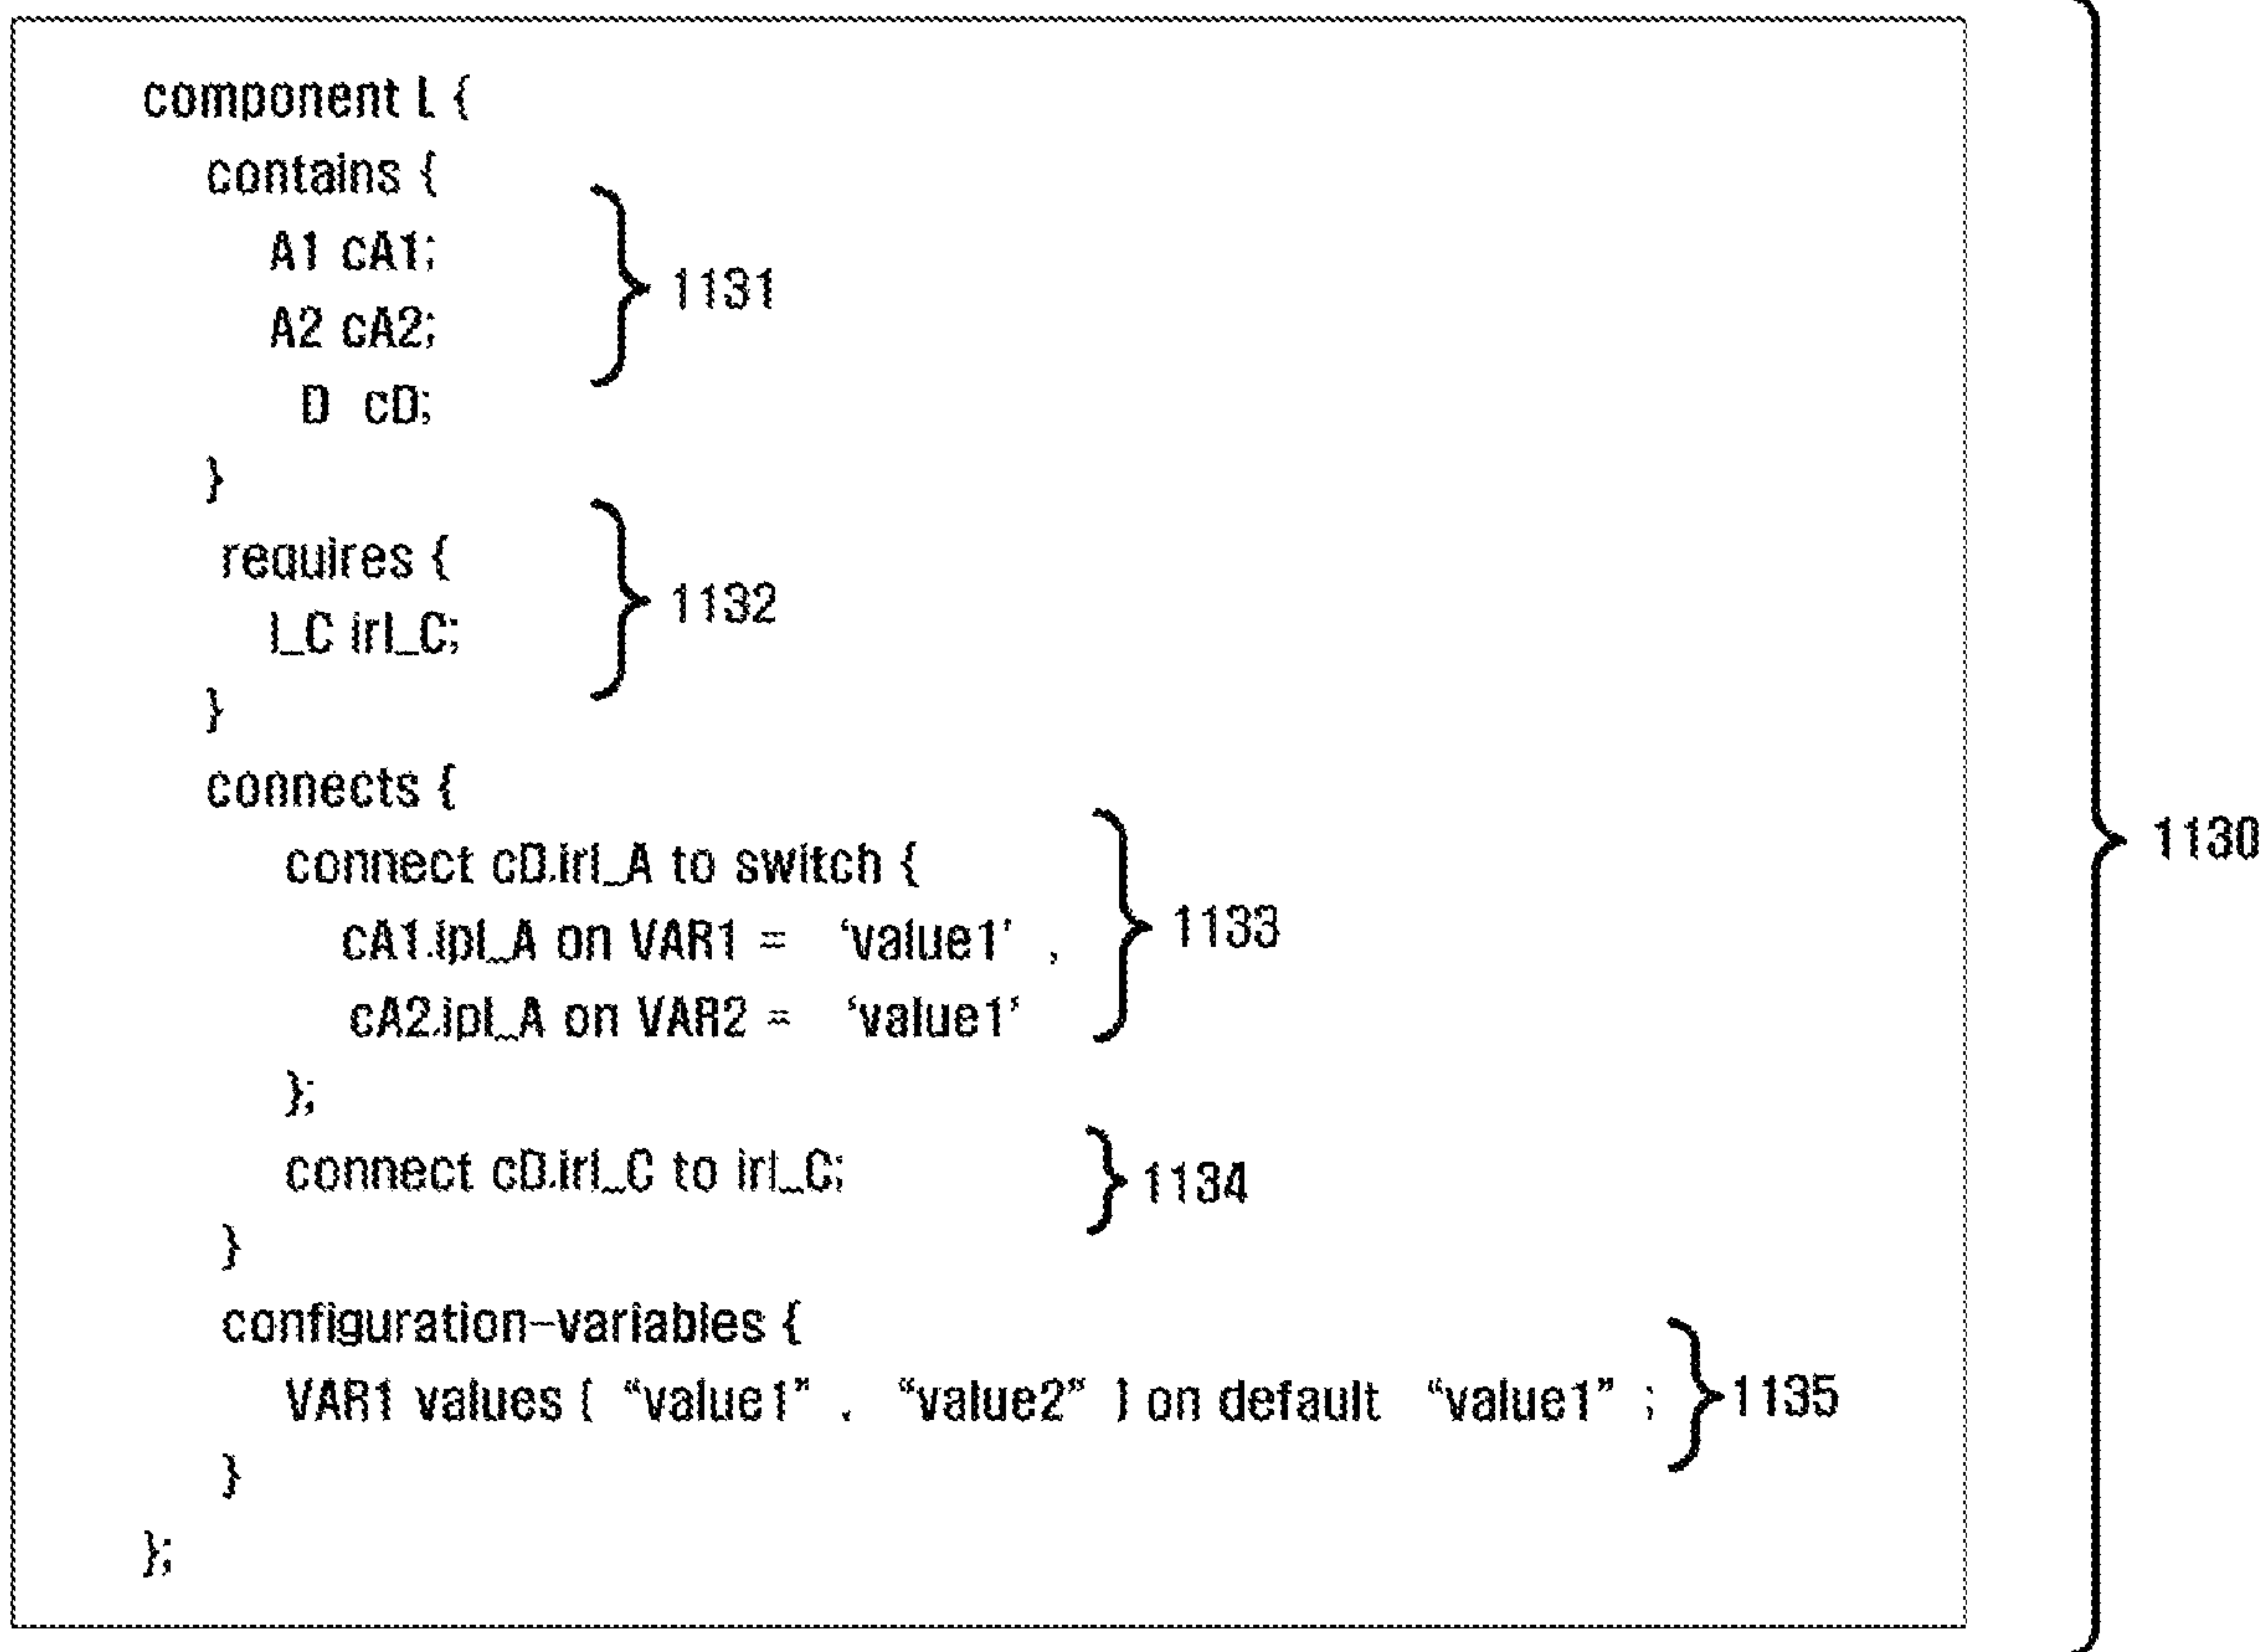 component L {
contains {
A1 cA1;
A2 cA2;
D cD;
}
1131
requires {
I_C irI_C;
}
1132
connects {
connect cD.irI_A to switch {
cA1.ipI_A on VAR1 = ‘value1’ ,
cA2.ipI_A on VAR2 = ‘value1’
};
1133
connect cD.irI_C to irI_C;
1134
}
configuration-variables {
VAR1 values { “value1” , “value2” } on default “value1” ;
1135
}
};
1130